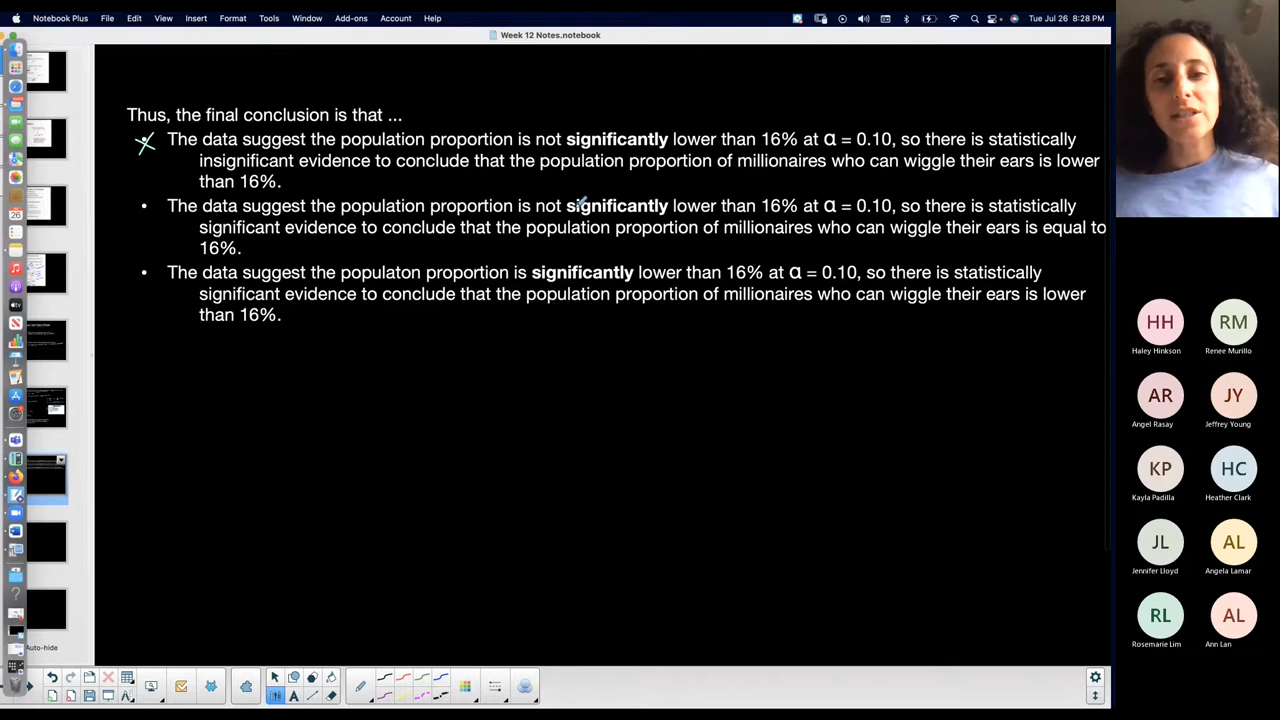 Notebook Plus File Edit View Insert Format Tools Window Add-ons Account Help Tue Jul 26 8:28 PM
Week 12 Notes.notebook
Thus, the final conclusion is that ...
The data suggest the population proportion is not significantly lower than 16% at α = 0.10, so there is statistically
insignificant evidence to conclude that the population proportion of millionaires who can wiggle their ears is lower
than 16%.
• The data suggest the population proportion is not significantly lower than 16% at α = 0.10, so there is statistically
significant evidence to conclude that the population proportion of millionaires who can wiggle their ears is equal to
16%.
• The data suggest the populaton proportion is significantly lower than 16% at α = 0.10, so there is statistically
significant evidence to conclude that the population proportion of millionaires who can wiggle their ears is lower
than 16%.
26
Auto-hide
HH RM
Haley Hinkson Renee Murillo
AR JY
Angel Rasay Jeffrey Young
KP HC
Kayla Padilla Heather Clark
JL AL
Jennifer Lloyd Angela Lamar
RL AL
Rosemarie Lim Ann Lan